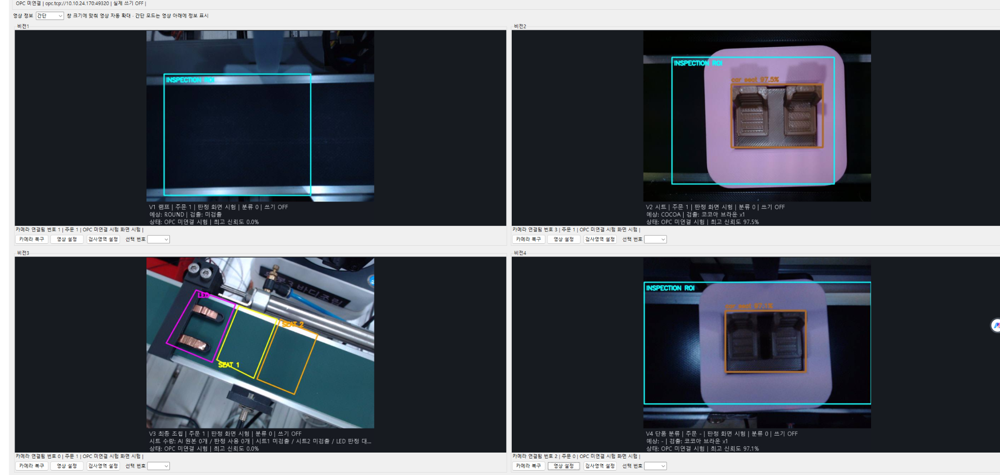 OPC 미연결 | opc.tcp://10.10.24.170:49320 | 실제 쓰기 OFF |
영상 정보 간단 창 크기에 맞춰 영상 자동 확대 · 간단 모드는 영상 아래에 정보 표시
비전1
INSPECTION ROI
V1 램프 | 주문 1 | 판정 화면 시험 | 분류 0 | 쓰기 OFF
예상: ROUND | 검출: 미검출
상태: OPC 미연결 시험 | 최고 신뢰도 0.0%
카메라 연결됨 번호 1 | 주문 1 | OPC 미연결 시험 화면 시험 |
카메라 복구 영상 설정 검사영역 설정 선택 번호
비전2
INSPECTION ROI
car seat 97.5%
V2 시트 | 주문 1 | 판정 화면 시험 | 분류 0 | 쓰기 OFF
예상: COCOA | 검출: 코코아 브라운 x1
상태: OPC 미연결 시험 | 최고 신뢰도 97.5%
카메라 연결됨 번호 3 | 주문 1 | OPC 미연결 시험 화면 시험 |
카메라 복구 영상 설정 검사영역 설정 선택 번호
비전3
바디조립
LED
SEAT 2
SEAT 1
V3 최종 조립 | 주문 1 | 판정 화면 시험 | 분류 0 | 쓰기 OFF
시트 수량: AI 원본 0개 / 판정 사용 0개 | 시트1 미검출 / 시트2 미검출 / LED 판정 대...
상태: OPC 미연결 시험 | 최고 신뢰도 0.0%
카메라 연결됨 번호 0 | 주문 1 | OPC 미연결 시험 화면 시험 |
카메라 복구 영상 설정 검사영역 설정 선택 번호
비전4
INSPECTION ROI
car seat 97.1%
V4 단품 분류 | 주문 - | 판정 화면 시험 | 분류 0 | 쓰기 OFF
예상: - | 검출: 코코아 브라운 x1
상태: OPC 미연결 시험 | 최고 신뢰도 97.1%
카메라 연결됨 번호 2 | 주문 0 | OPC 미연결 시험 화면 시험 |
카메라 복구 영상 설정 검사영역 설정 선택 번호